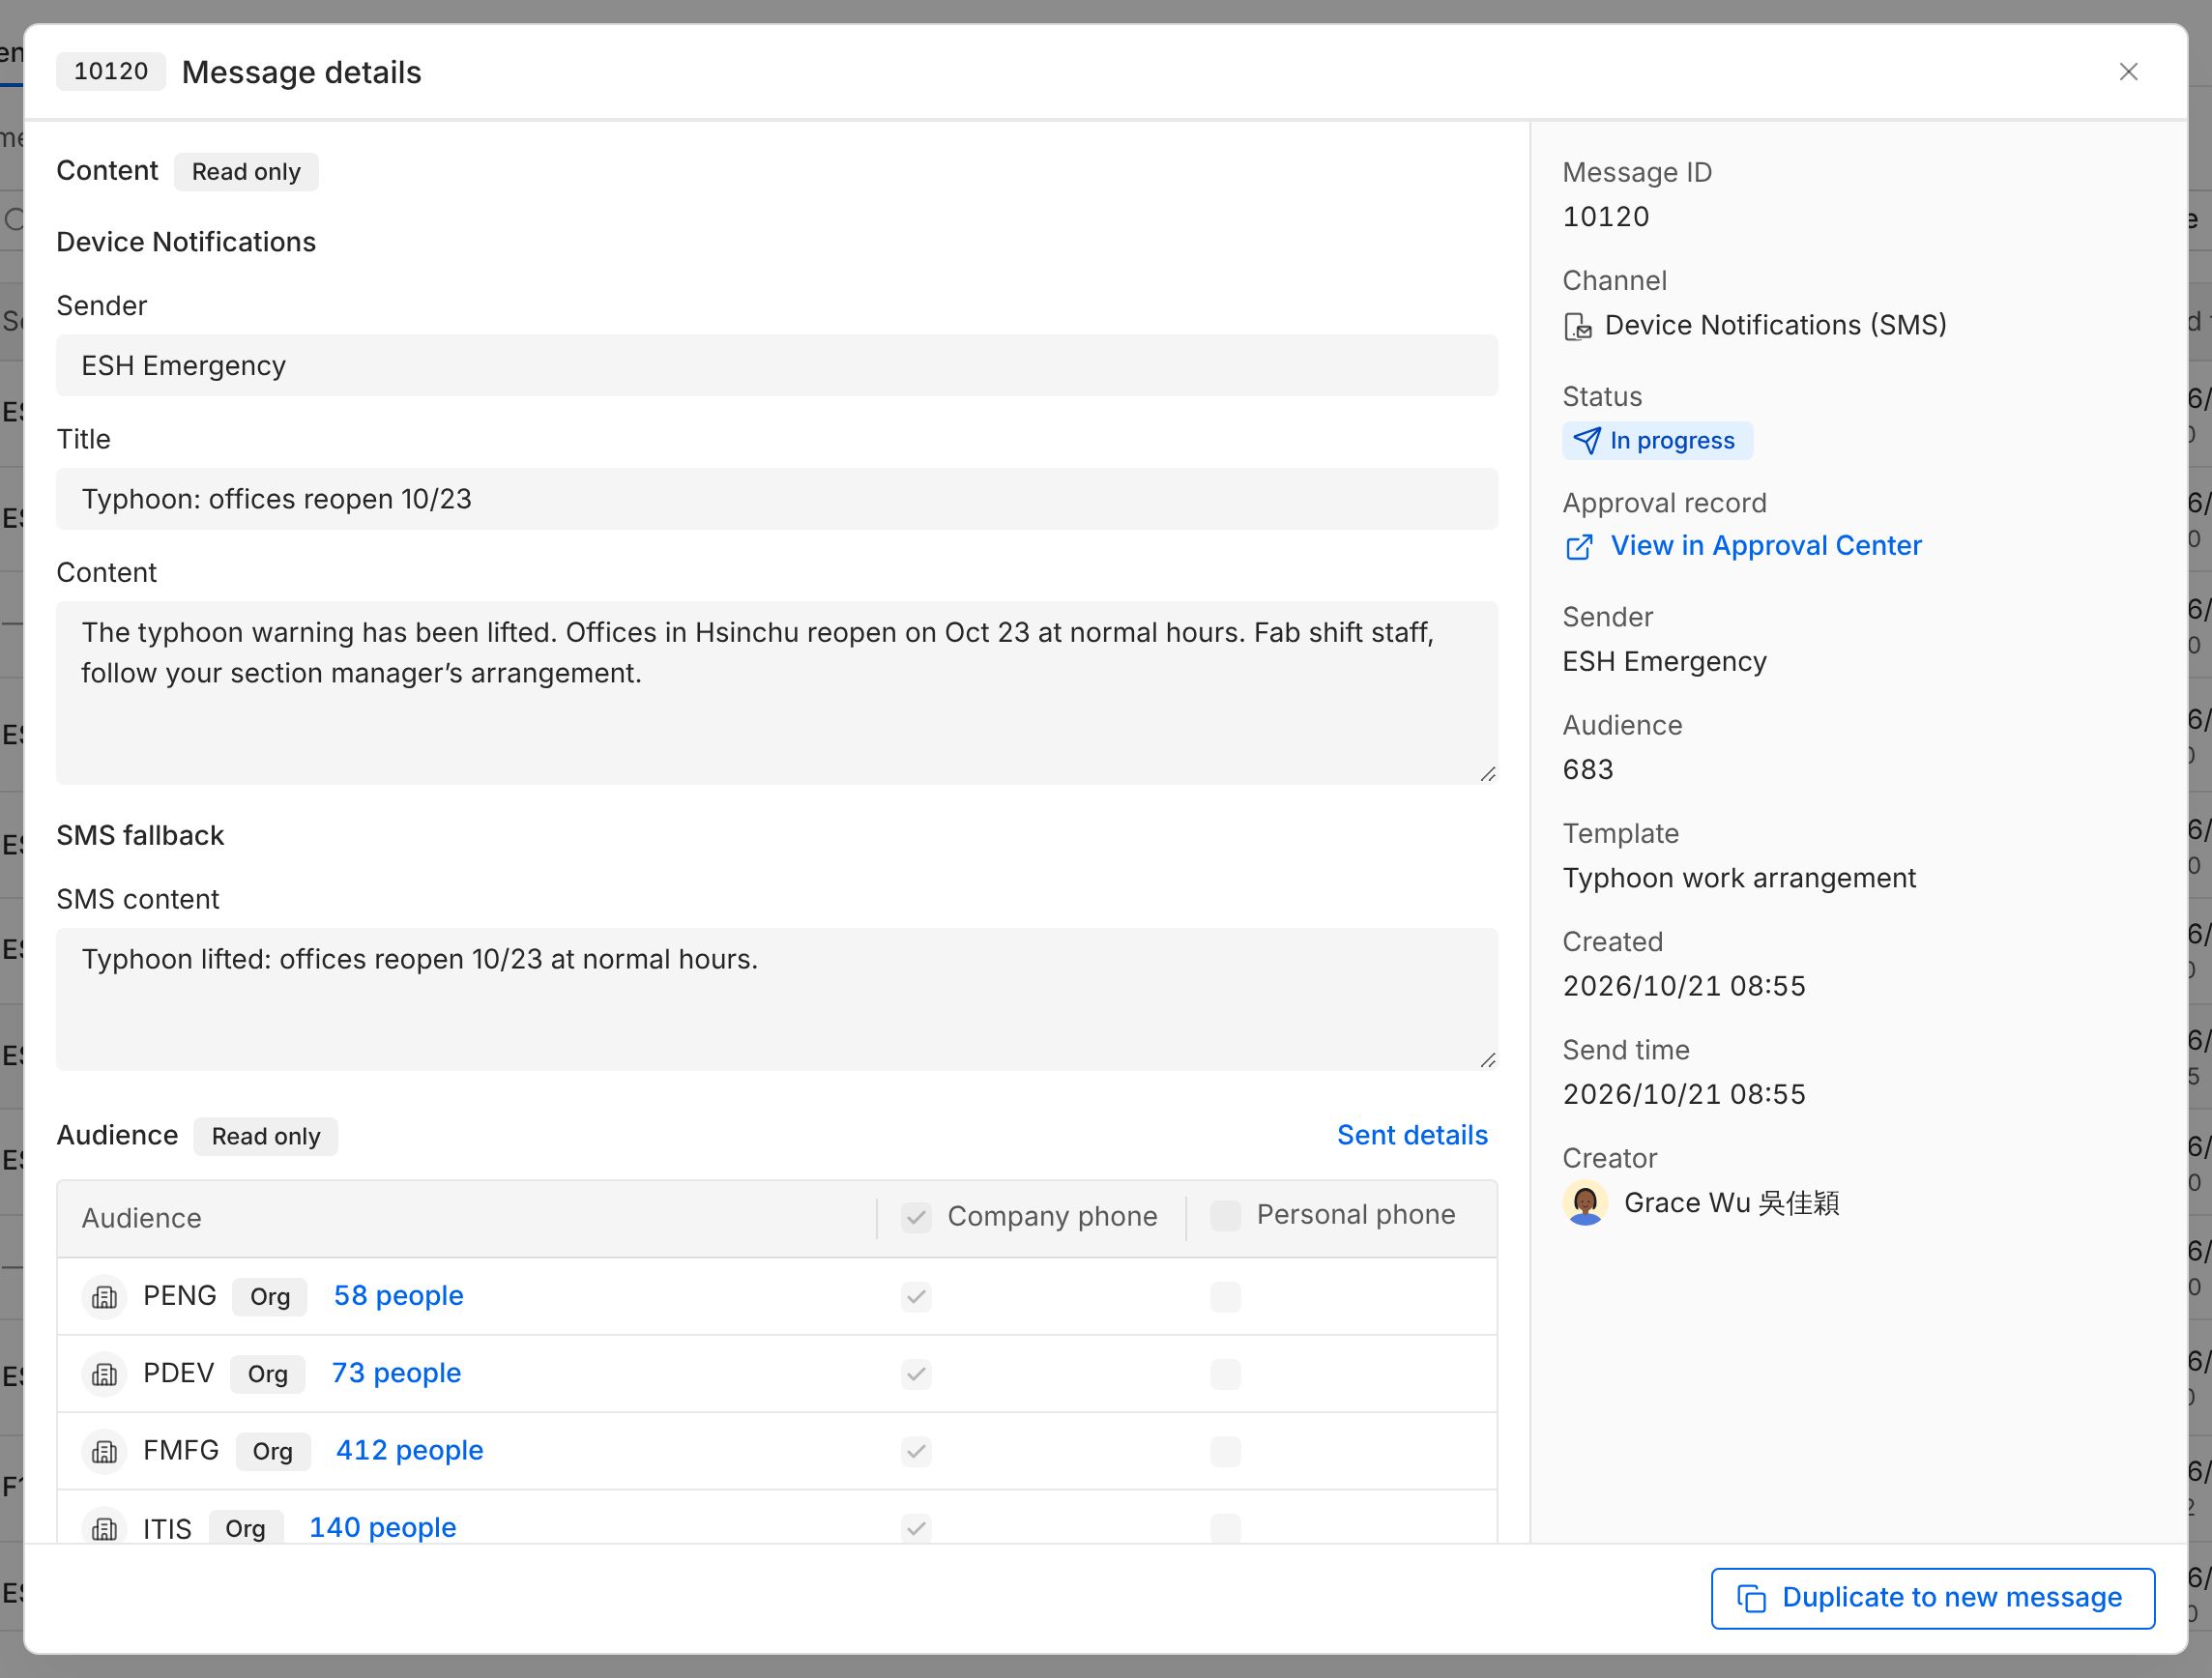 10120 Message details
Content Read only
Device Notifications
Sender
ESH Emergency
Title
Typhoon: offices reopen 10/23
Content
The typhoon warning has been lifted. Offices in Hsinchu reopen on Oct 23 at normal hours. Fab shift staff,
follow your section manager’s arrangement.
SMS fallback
SMS content
Typhoon lifted: offices reopen 10/23 at normal hours.
Audience Read only Sent details
Audience Company phone Personal phone
PENG Org 58 people
PDEV Org 73 people
FMFG Org 412 people
ITIS Org 140 people
Message ID
10120
Channel
Device Notifications (SMS)
Status
In progress
Approval record
View in Approval Center
Sender
ESH Emergency
Audience
683
Template
Typhoon work arrangement
Created
2026/10/21 08:55
Send time
2026/10/21 08:55
Creator
Grace Wu 吳佳穎
Duplicate to new message